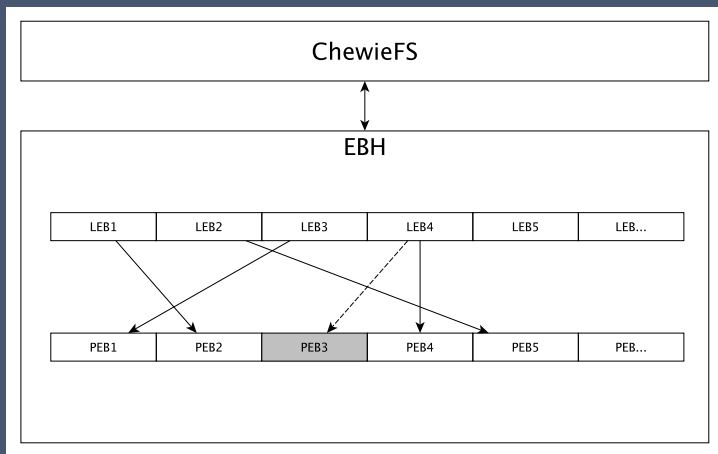 ChewieFS
EBH
LEB1 LEB2 LEB3 LEB4 LEB5 LEB...
PEB1 PEB2 PEB3 PEB4 PEB5 PEB...